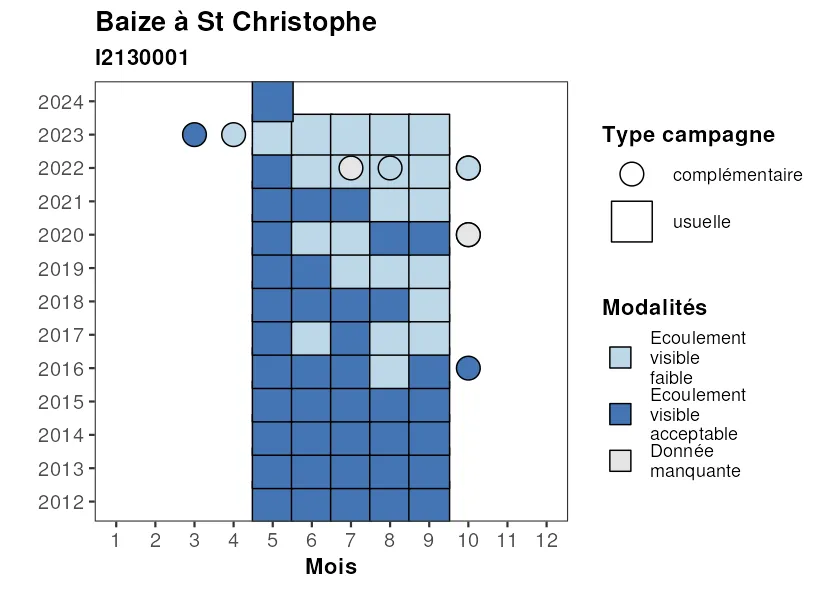 Baize à St Christophe
I2130001
2024
2023
2022
2021
2020
2019
2018
2017
2016
2015
2014
2013
2012
1 2 3 4 5 6 7 8 9 10 11 12
Mois
Type campagne
complémentaire
usuelle
Modalités
Ecoulement
visible
faible
Ecoulement
visible
acceptable
Donnée
manquante